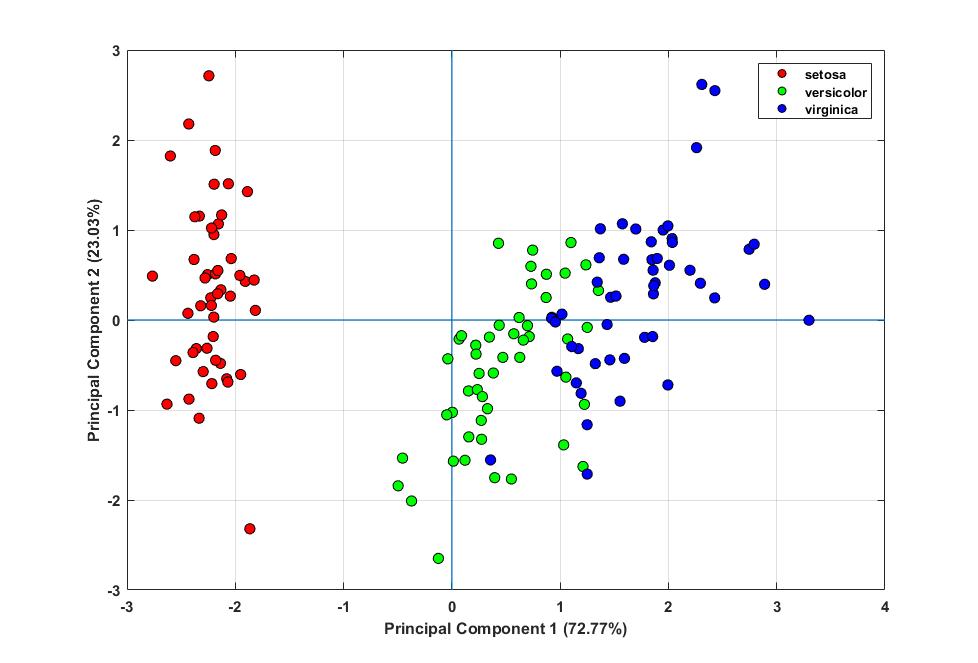 3
2
1
0
-1
-2
-3
-3 -2 -1 0 1 2 3 4
Principal Component 2 (23.03%)
Principal Component 1 (72.77%)
setosa
versicolor
virginica